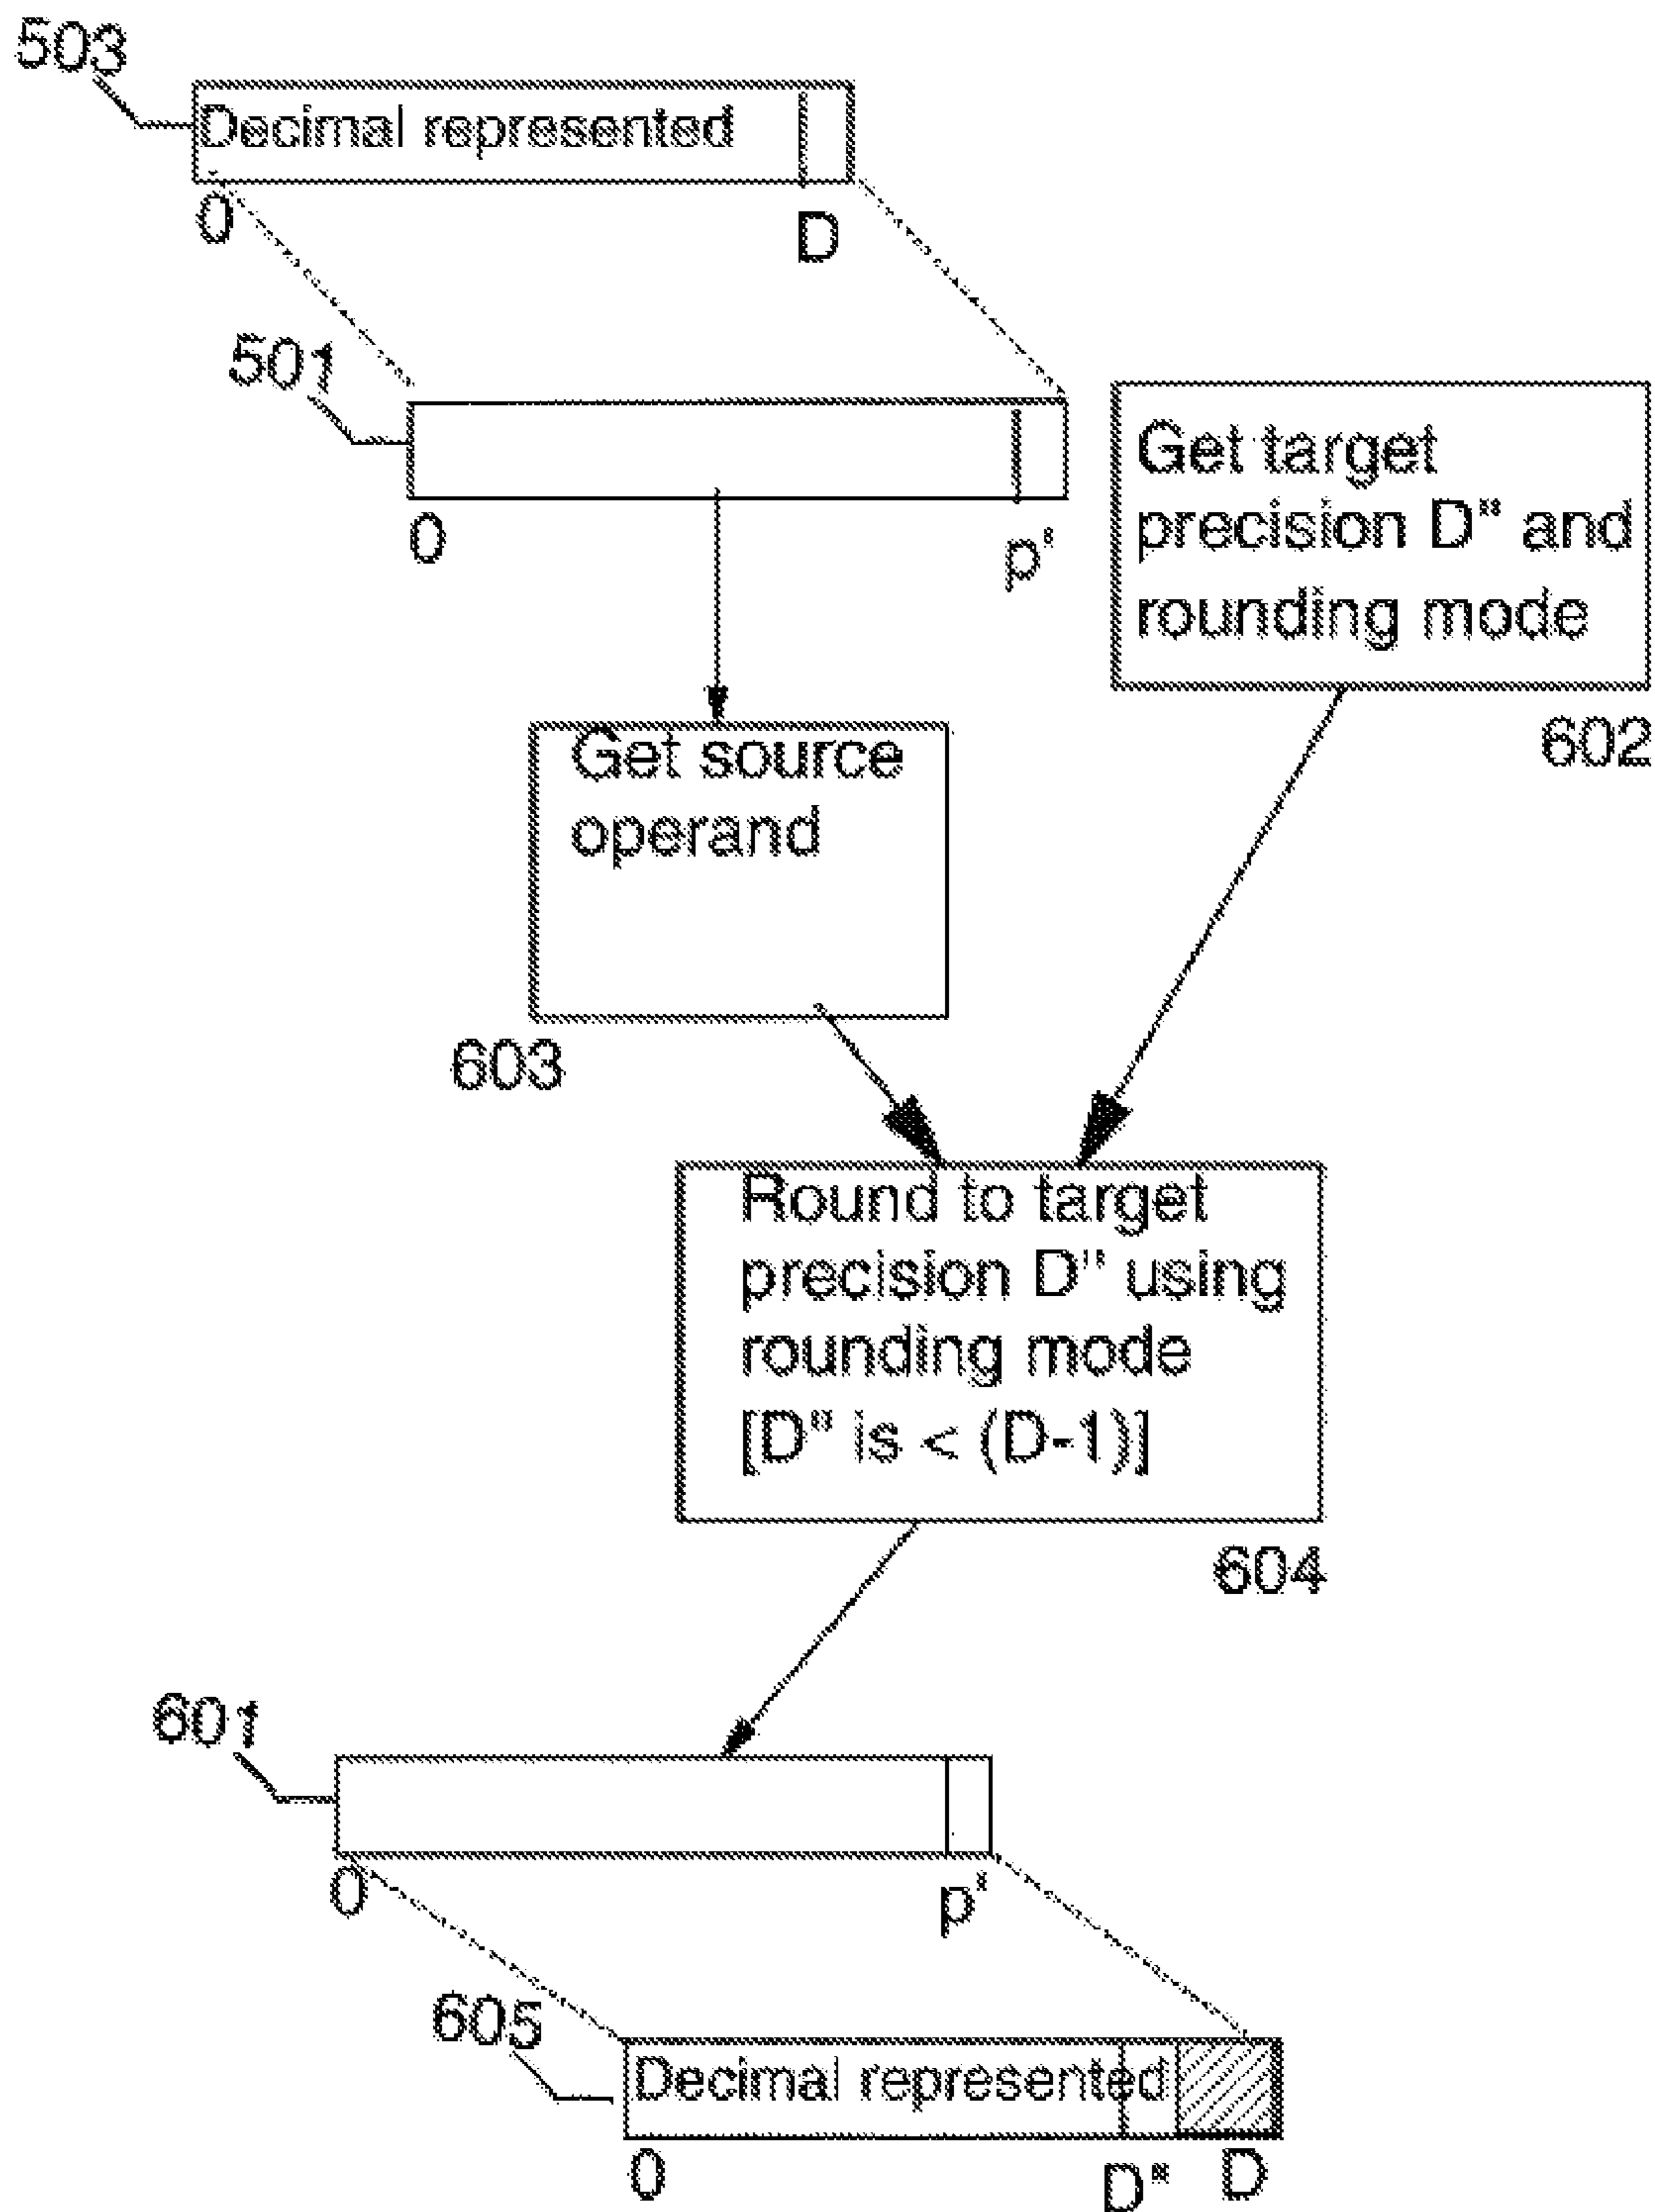 503
Decimal represented
0
D
501
0
p'
Get target
precision D" and
rounding mode
602
Get source
operand
603
Round to target
precision D" using
rounding mode
[D" is < (D-1)]
604
601
0
p'
605
Decimal represented
0
D"
D